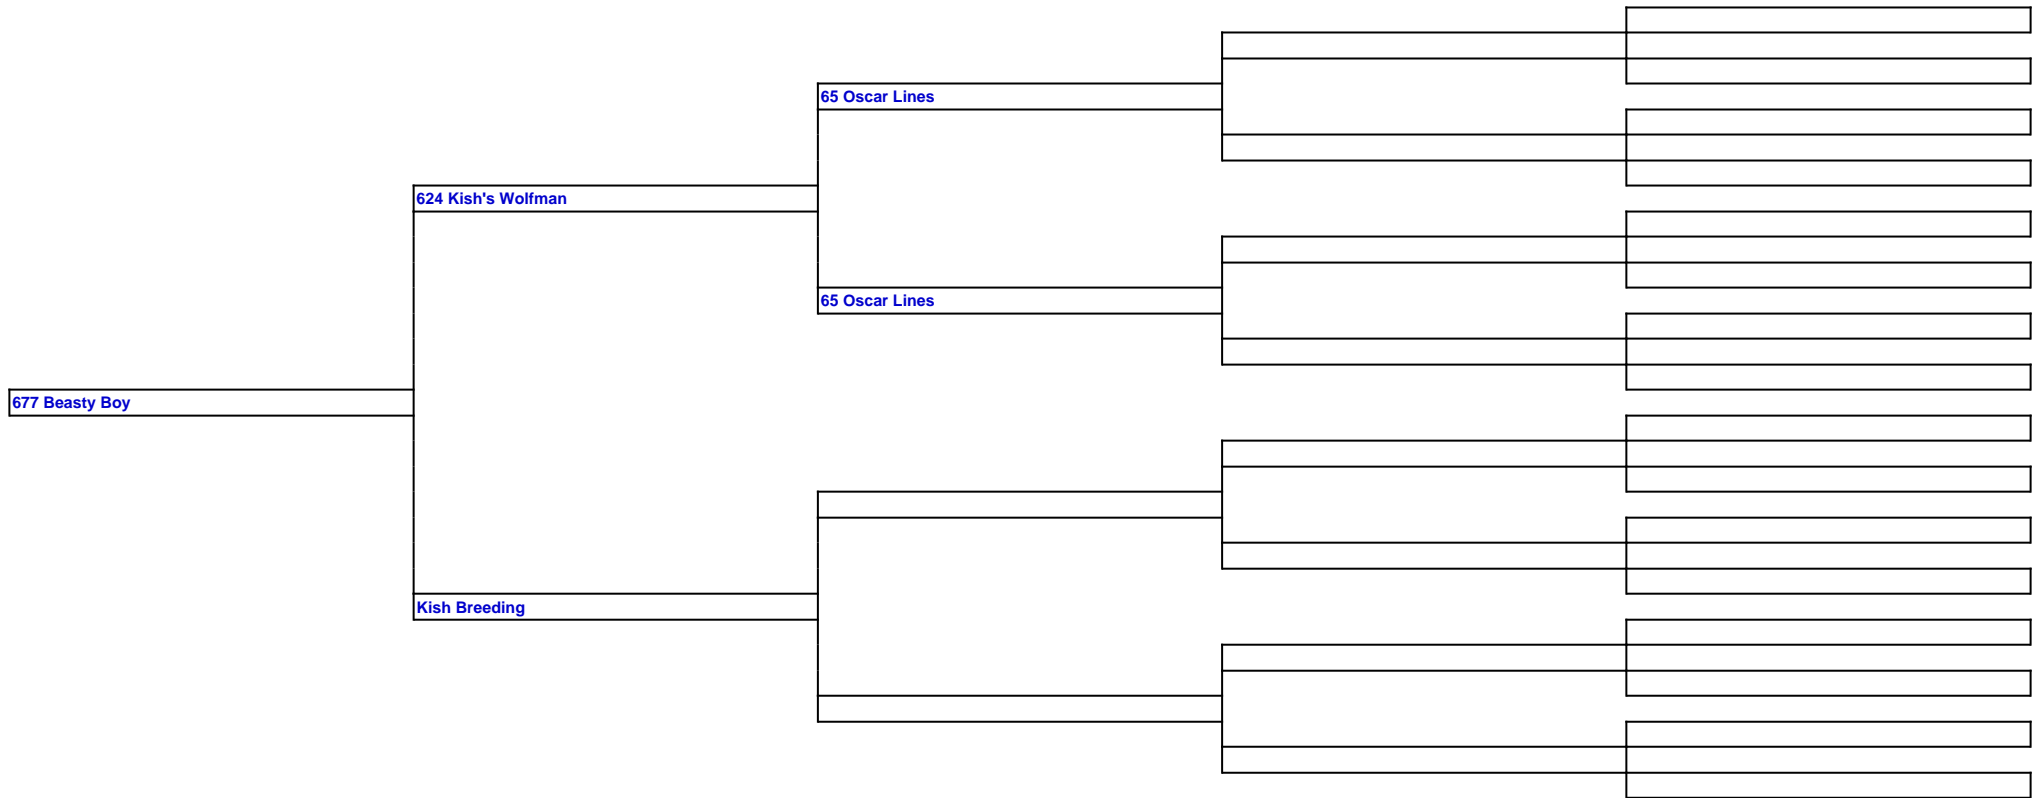 65 Oscar Lines
624 Kish's Wolfman
65 Oscar Lines
677 Beasty Boy
Kish Breeding